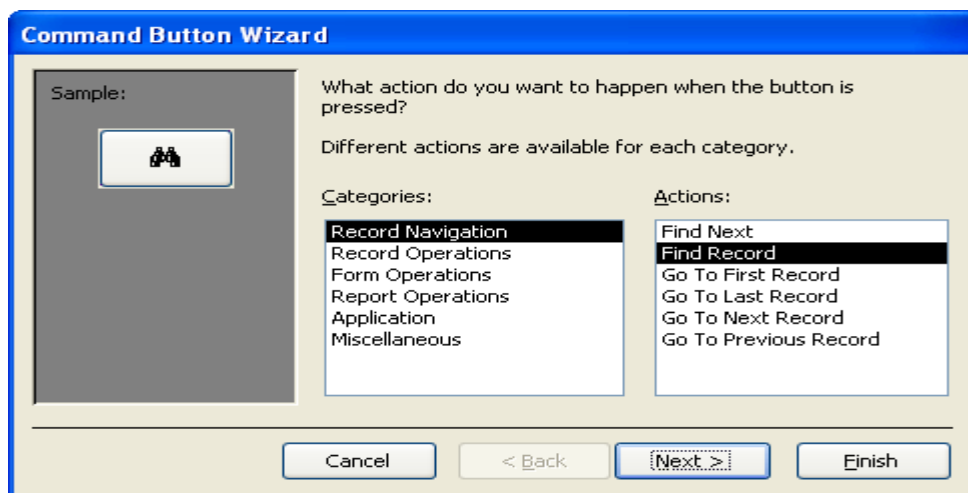 Command Button Wizard
Sample:
What action do you want to happen when the button is
pressed?
Different actions are available for each category.
Categories:
Record Navigation
Record Operations
Form Operations
Report Operations
Application
Miscellaneous
Actions:
Find Next
Find Record
Go To First Record
Go To Last Record
Go To Next Record
Go To Previous Record
Cancel
< Back
Next >
Finish